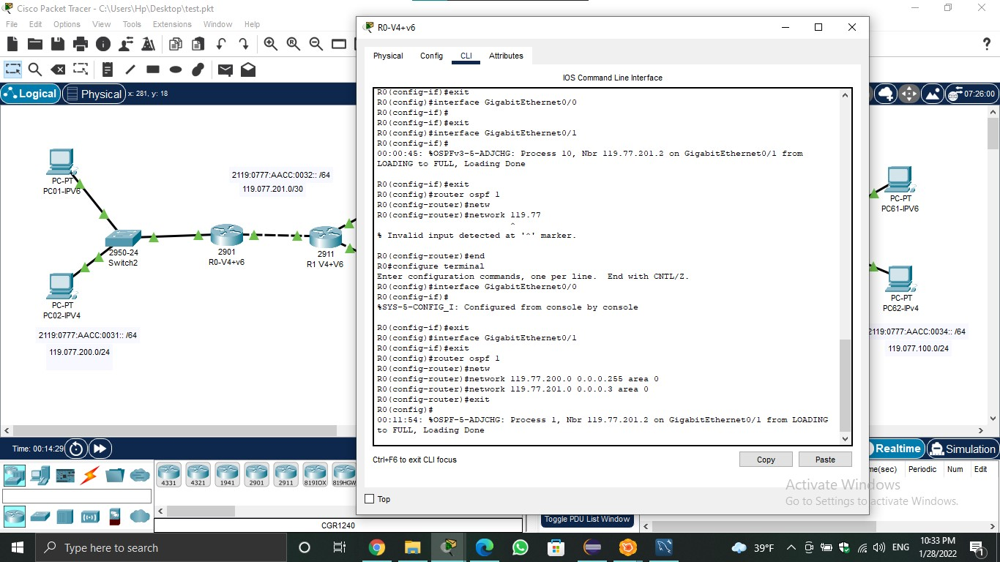 Cisco Packet Tracer - C:\Users\Hp\Desktop\test.pkt
File Edit Options View Tools Extensions Window Help
Logical Physical x: 281, y: 18
07:26:00
PC-PT
PC01-IPV6
2119:0777:AACC:0032:: /64
119.077.201.0/30
2950-24
Switch2
2901
R0-V4+v6
2911
R1 V4+V6
PC-PT
PC02-IPV4
2119:0777:AACC:0031:: /64
119.077.200.0/24
PC-PT
PC61-IPV6
PC-PT
PC62-IPv4
2119:0777:AACC:0034:: /64
119.077.100.0/24
R0-V4+v6
Physical Config CLI Attributes
IOS Command Line Interface
R0(config-if)#exit
R0(config)#interface GigabitEthernet0/0
R0(config-if)#
R0(config-if)#exit
R0(config)#interface GigabitEthernet0/1
R0(config-if)#
00:00:45: %OSPFv3-5-ADJCHG: Process 10, Nbr 119.77.201.2 on GigabitEthernet0/1 from
LOADING to FULL, Loading Done
R0(config-if)#exit
R0(config)#router ospf 1
R0(config-router)#netw
R0(config-router)#network 119.77
^
% Invalid input detected at '^' marker.
R0(config-router)#end
R0#configure terminal
Enter configuration commands, one per line.  End with CNTL/Z.
R0(config)#interface GigabitEthernet0/0
R0(config-if)#
%SYS-5-CONFIG_I: Configured from console by console
R0(config-if)#exit
R0(config)#interface GigabitEthernet0/1
R0(config-if)#exit
R0(config)#router ospf 1
R0(config-router)#netw
R0(config-router)#network 119.77.200.0 0.0.0.255 area 0
R0(config-router)#network 119.77.201.0 0.0.0.3 area 0
R0(config-router)#exit
R0(config)#
00:11:54: %OSPF-5-ADJCHG: Process 1, Nbr 119.77.201.2 on GigabitEthernet0/1 from LOADING
to FULL, Loading Done
Ctrl+F6 to exit CLI focus
Copy Paste
Top
Time: 00:14:29
Realtime Simulation
me(sec) Periodic Num Edit
4331 4321 1941 2901 2911 819IOX 819HGW
CGR1240
Toggle PDU List Window
Activate Windows
Go to Settings to activate Windows.
Type here to search
39°F
ENG
10:33 PM
1/28/2022
1